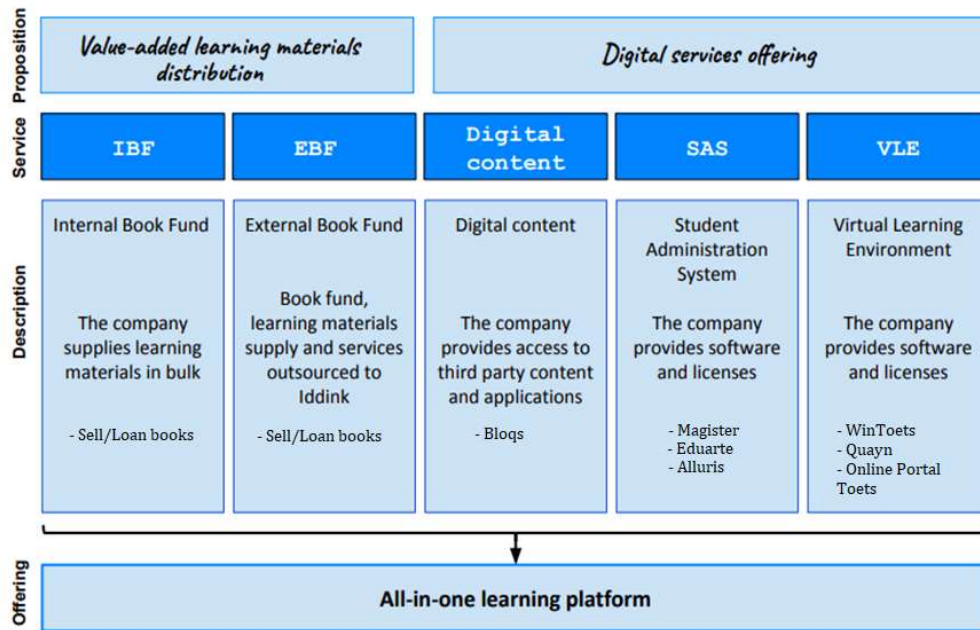 Proposition
Value-added learning materials
distribution
Digital services offering
Service
IBF
EBF
Digital
content
SAS
VLE
Description
Internal Book Fund
The company
supplies learning
materials in bulk
- Sell/Loan books
External Book Fund
Book fund,
learning materials
supply and services
outsourced to
Iddink
- Sell/Loan books
Digital content
The company
provides access to
third party content
and applications
- Bloqs
Student
Administration
System
The company
provides software
and licenses
- Magister
- Eduarte
- Alluris
Virtual Learning
Environment
The company
provides software
and licenses
- WinToets
- Quayn
- Online Portal
Toets
Offering
All-in-one learning platform